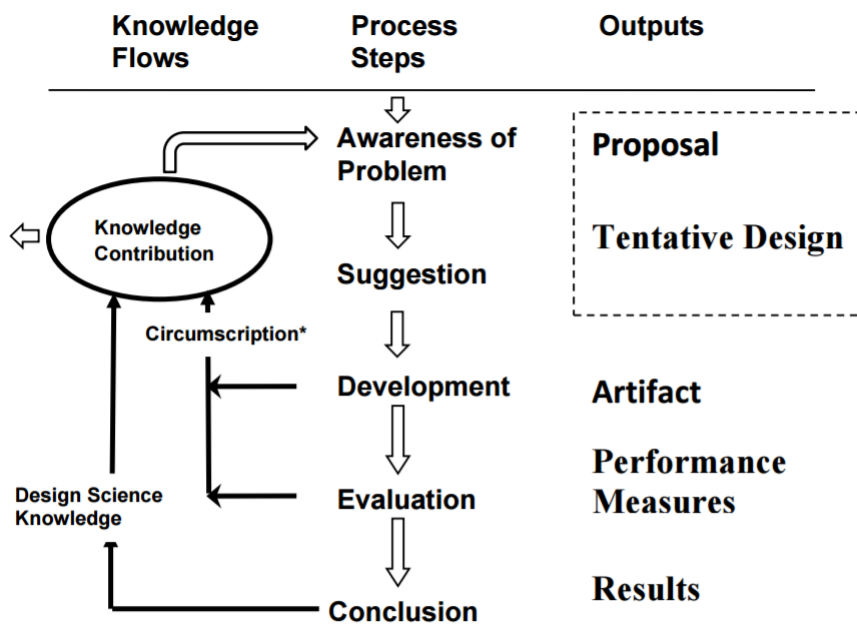 Knowledge
Flows
Process
Steps
Outputs
Awareness of
Problem
Proposal
Knowledge
Contribution
Tentative Design
Suggestion
Circumscription*
Development
Artifact
Performance
Measures
Design Science
Knowledge
Evaluation
Results
Conclusion